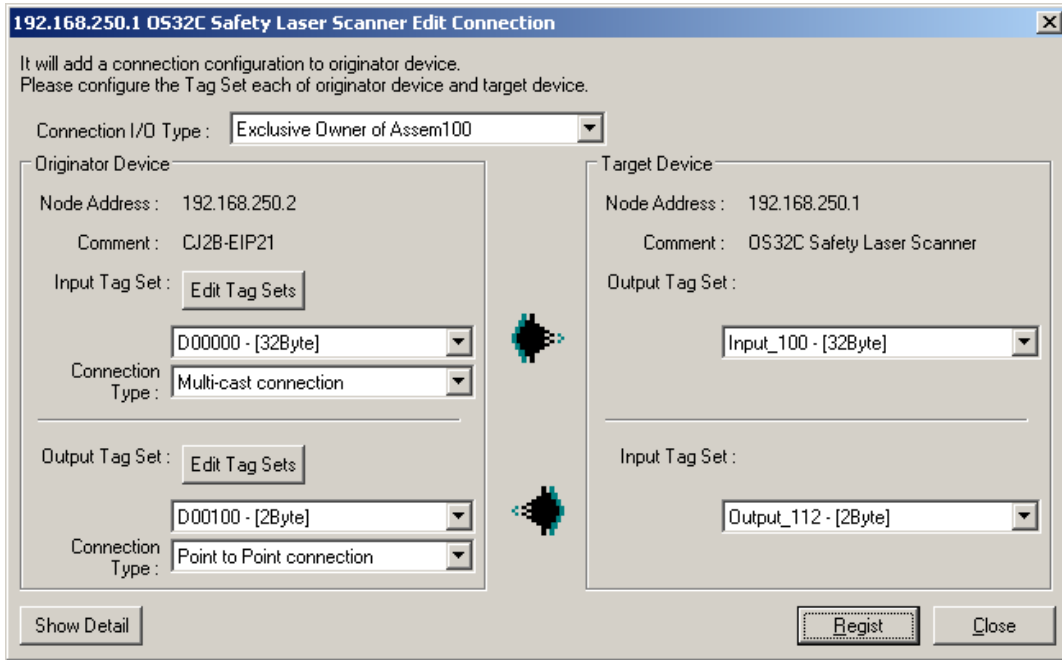 192.168.250.1 OS32C Safety Laser Scanner Edit Connection
It will add a connection configuration to originator device.
Please configure the Tag Set each of originator device and target device.
Connection I/O Type : Exclusive Owner of Assem100
Originator Device
Node Address : 192.168.250.2
Comment : CJ2B-EIP21
Input Tag Set : Edit Tag Sets
D00000 - [32Byte]
Connection
Type : Multi-cast connection
Output Tag Set : Edit Tag Sets
D00100 - [2Byte]
Connection
Type : Point to Point connection
Target Device
Node Address : 192.168.250.1
Comment : OS32C Safety Laser Scanner
Output Tag Set :
Input_100 - [32Byte]
Input Tag Set :
Output_112 - [2Byte]
Show Detail
Regist
Close